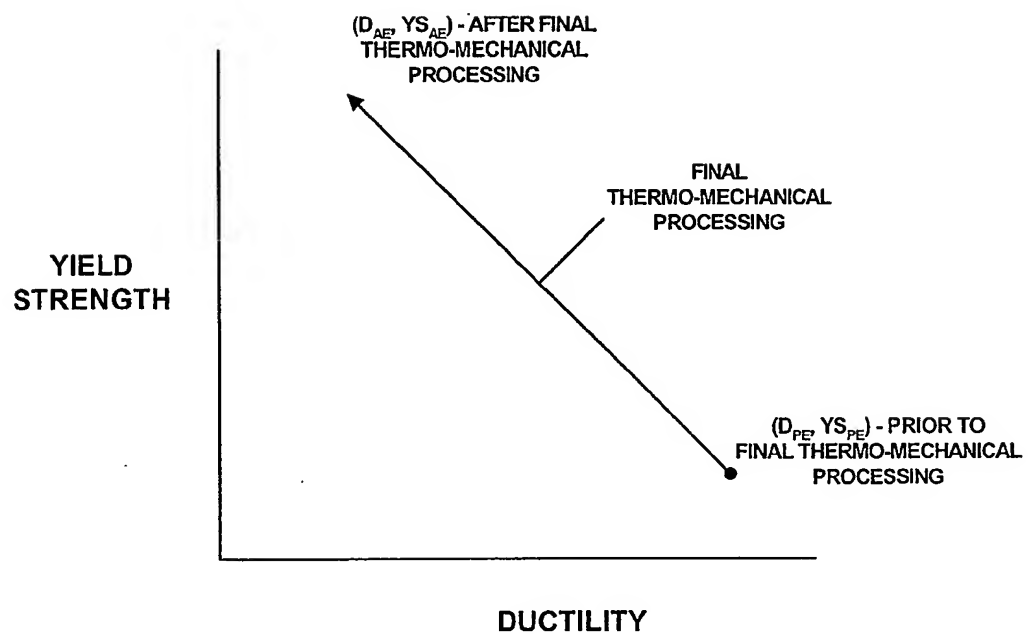 (D_AE, YS_AE) - AFTER FINAL
THERMO-MECHANICAL
PROCESSING
FINAL
THERMO-MECHANICAL
PROCESSING
YIELD
STRENGTH
(D_PE, YS_PE) - PRIOR TO
FINAL THERMO-MECHANICAL
PROCESSING
DUCTILITY